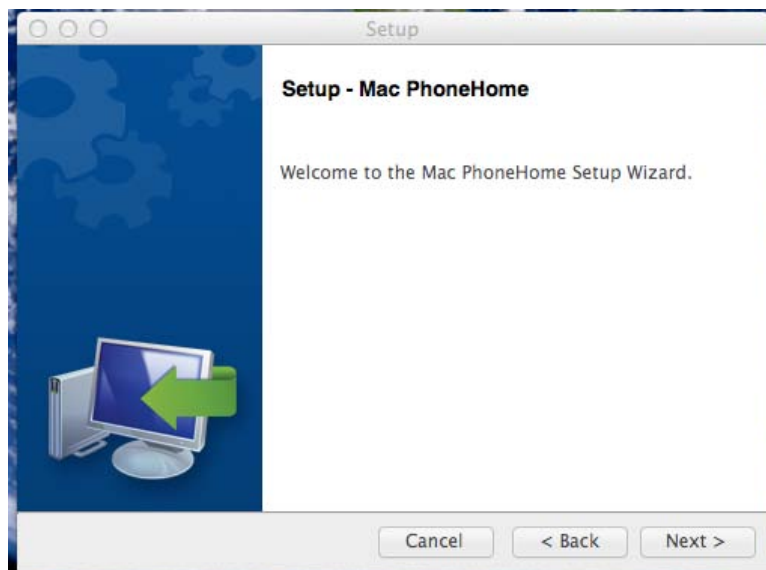 Setup
Setup - Mac PhoneHome
Welcome to the Mac PhoneHome Setup Wizard.
Cancel
< Back
Next >